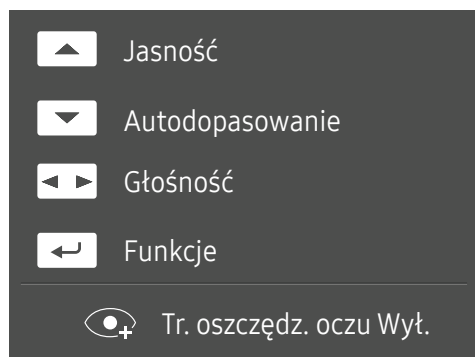 Jasność
Autodopasowanie
Głośność
Funkcje
Tr. oszczędz. oczu Wył.